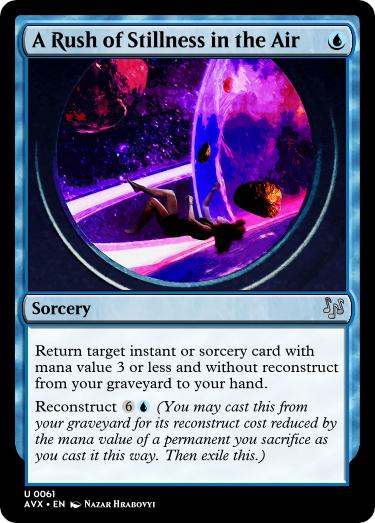 A Rush of Stillness in the Air
Sorcery
Return target instant or sorcery card with
mana value 3 or less and without reconstruct
from your graveyard to your hand.
Reconstruct 6 (You may cast this from
your graveyard for its reconstruct cost reduced by
the mana value of a permanent you sacrifice as
you cast it this way. Then exile this.)
U 0061
AVX • EN Nazar Hrabovyi